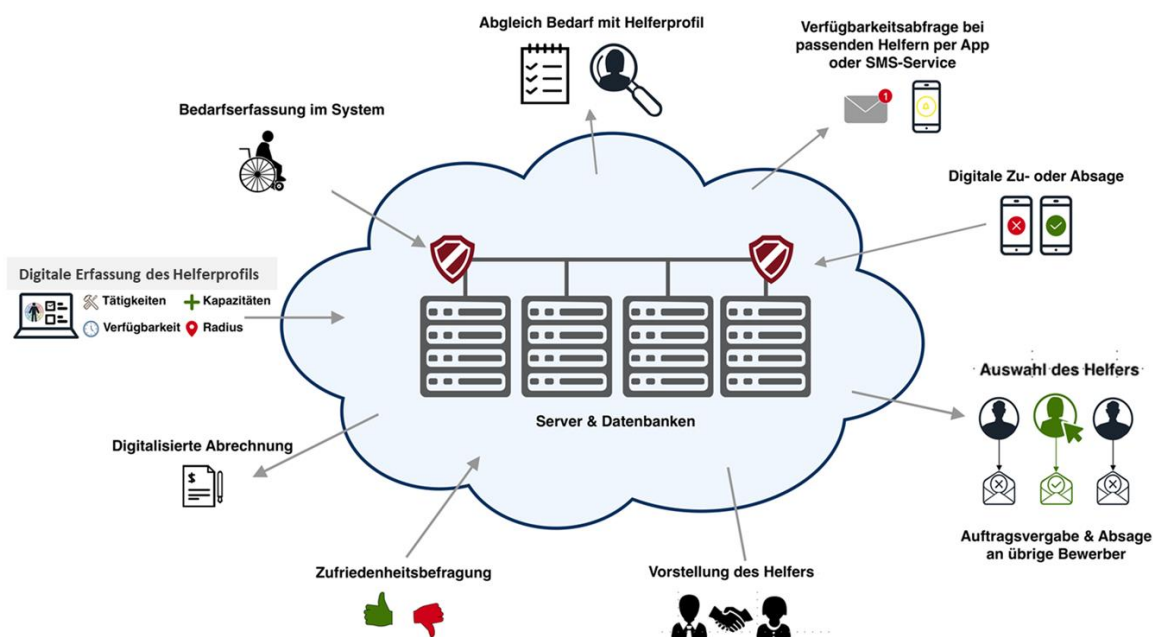 Abgleich Bedarf mit Helferprofil
Verfügbarkeitsabfrage bei
passenden Helfern per App
oder SMS-Service
1
Bedarfserfassung im System
Digitale Zu- oder Absage
Digitale Erfassung des Helferprofils
Tätigkeiten
Kapazitäten
Verfügbarkeit
Radius
Server & Datenbanken
Auswahl des Helfers
Auftragsvergabe & Absage
an übrige Bewerber
Digitalisierte Abrechnung
$
Zufriedenheitsbefragung
Vorstellung des Helfers